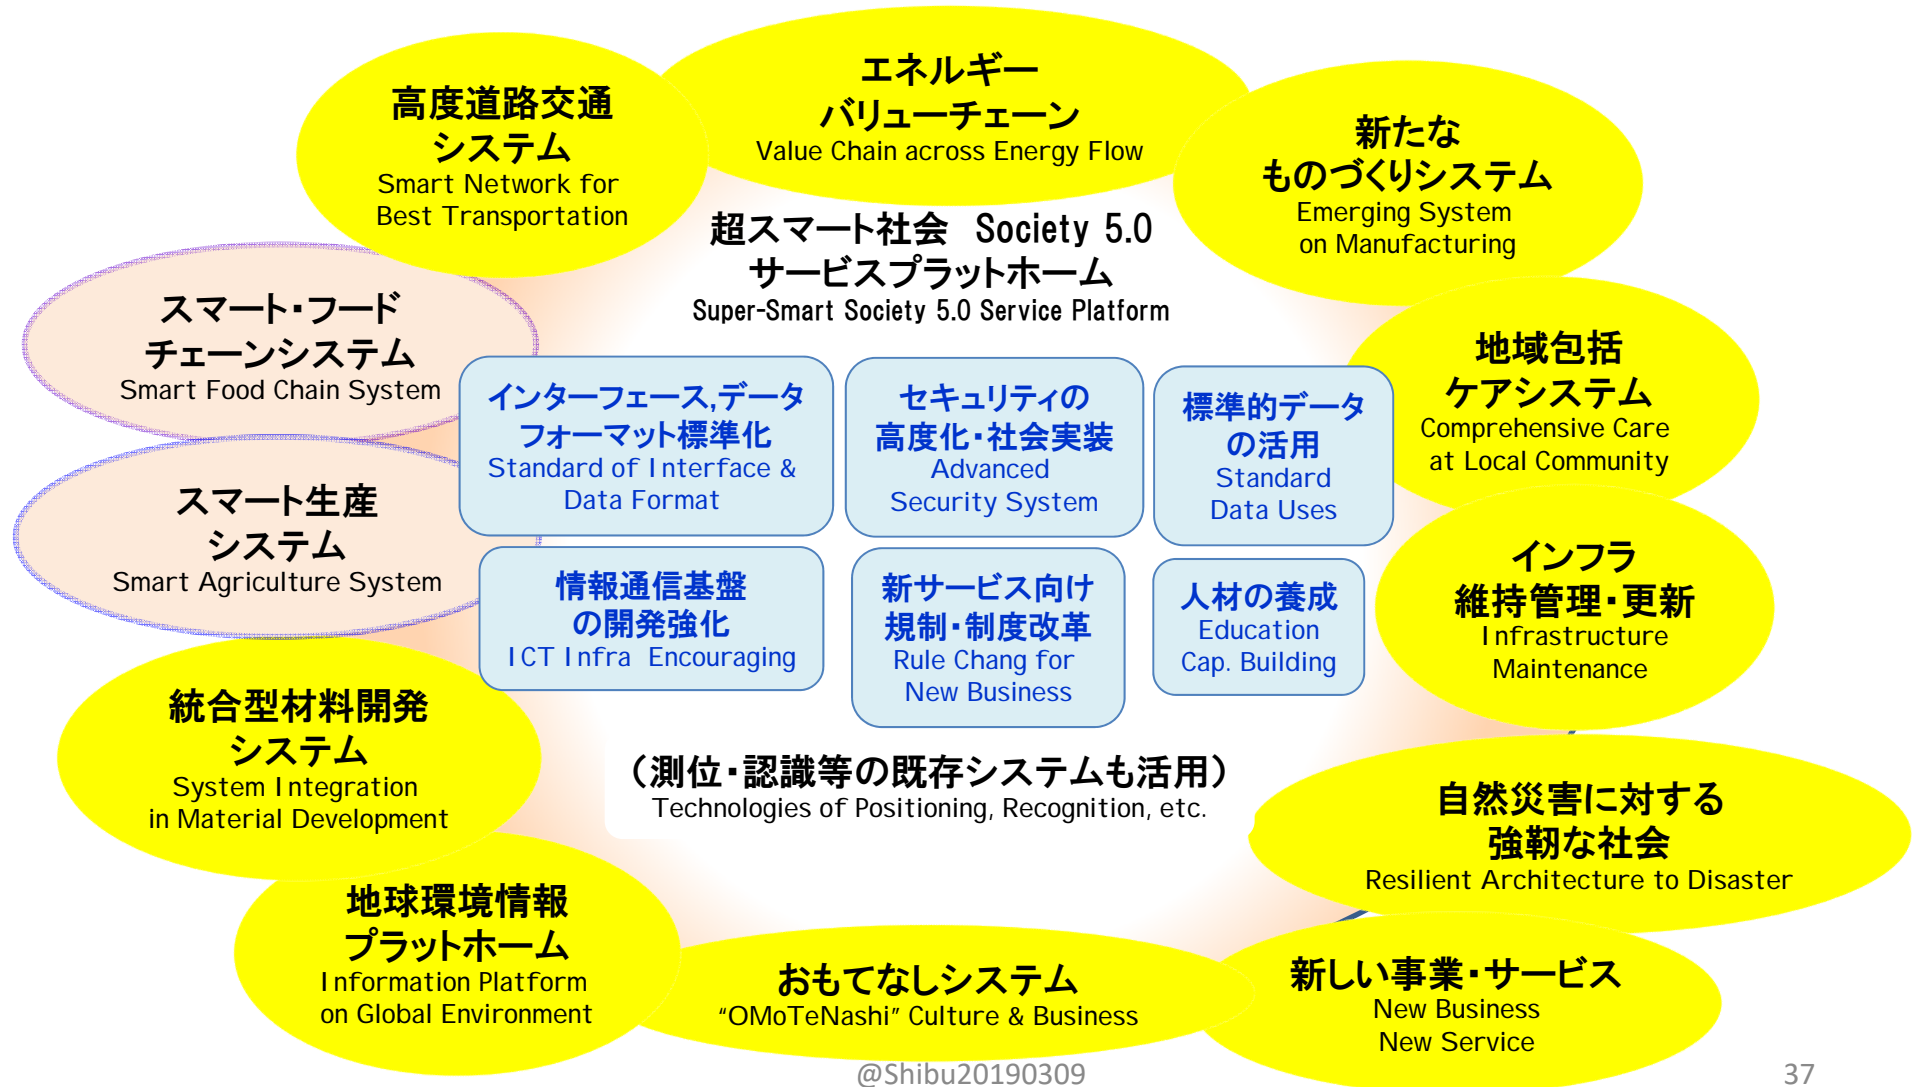 エネルギー
バリューチェーン
Value Chain across Energy Flow
高度道路交通
システム
Smart Network for
Best Transportation
新たな
ものづくりシステム
Emerging System
on Manufacturing
超スマート社会　Society 5.0
サービスプラットホーム
Super-Smart Society 5.0 Service Platform
スマート・フード
チェーンシステム
Smart Food Chain System
地域包括
ケアシステム
Comprehensive Care
at Local Community
インターフェース,データ
フォーマット標準化
Standard of Interface &
Data Format
セキュリティの
高度化・社会実装
Advanced
Security System
標準的データ
の活用
Standard
Data Uses
スマート生産
システム
Smart Agriculture System
情報通信基盤
の開発強化
ICT Infra Encouraging
新サービス向け
規制・制度改革
Rule Chang for
New Business
人材の養成
Education
Cap. Building
インフラ
維持管理・更新
Infrastructure
Maintenance
統合型材料開発
システム
System Integration
in Material Development
（測位・認識等の既存システムも活用）
Technologies of Positioning, Recognition, etc.
自然災害に対する
強靭な社会
Resilient Architecture to Disaster
地球環境情報
プラットホーム
Information Platform
on Global Environment
おもてなしシステム
“OMoTeNashi” Culture & Business
新しい事業・サービス
New Business
New Service
@Shibu20190309
37